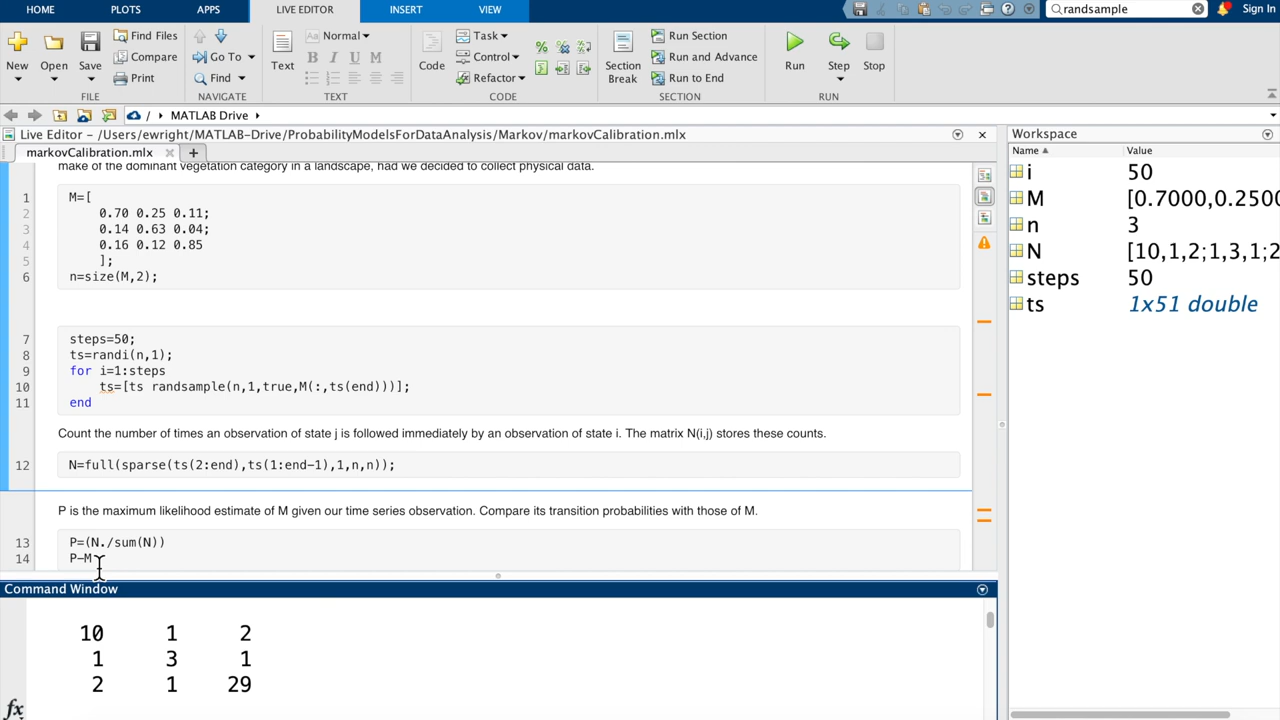 HOME PLOTS APPS LIVE EDITOR INSERT VIEW randsample Sign In
New Open Save Find Files Compare Print
FILE
Go To Find
NAVIGATE
Text Normal B I U M
TEXT
Code Task Control Refactor
CODE
Section Break Run Section Run and Advance Run to End
SECTION
Run Step Stop
RUN
/ MATLAB Drive
Live Editor - /Users/ewright/MATLAB-Drive/ProbabilityModelsForDataAnalysis/Markov/markovCalibration.mlx
markovCalibration.mlx
make of the dominant vegetation category in a landscape, had we decided to collect physical data.
1 M=[
2 0.70 0.25 0.11;
3 0.14 0.63 0.04;
4 0.16 0.12 0.85
5 ];
6 n=size(M,2);
7 steps=50;
8 ts=randi(n,1);
9 for i=1:steps
10 ts=[ts randsample(n,1,true,M(:,ts(end)))];
11 end
Count the number of times an observation of state j is followed immediately by an observation of state i. The matrix N(i,j) stores these counts.
12 N=full(sparse(ts(2:end),ts(1:end-1),1,n,n));
P is the maximum likelihood estimate of M given our time series observation. Compare its transition probabilities with those of M.
13 P=(N./sum(N))
14 P-M
Command Window
10 1 2
1 3 1
2 1 29
fx
Workspace
Name Value
i 50
M [0.7000,0.2500
n 3
N [10,1,2;1,3,1;2
steps 50
ts 1x51 double